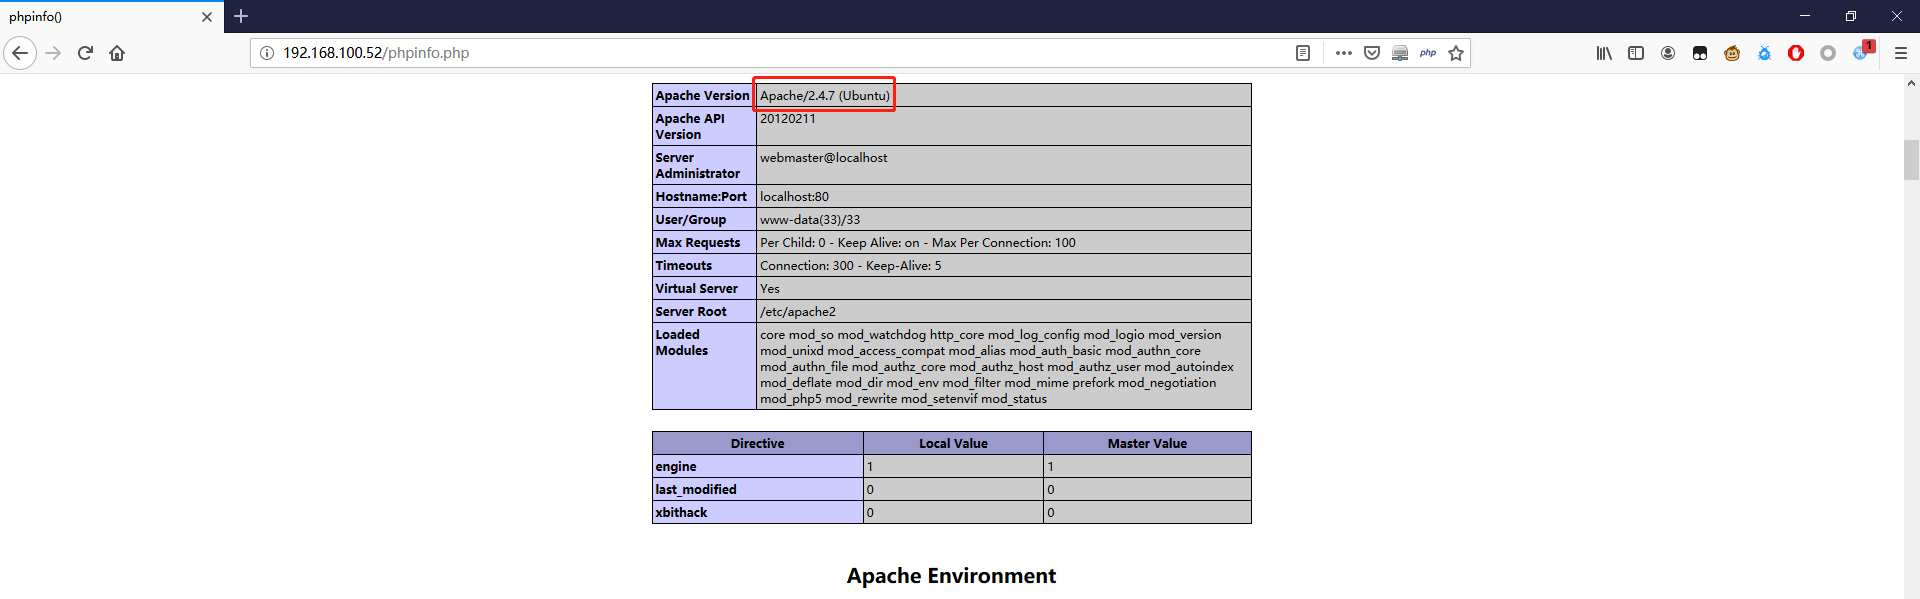 phpinfo()
192.168.100.52/phpinfo.php
php
1
Apache Version Apache/2.4.7 (Ubuntu)
Apache API Version 20120211
Server Administrator webmaster@localhost
Hostname:Port localhost:80
User/Group www-data(33)/33
Max Requests Per Child: 0 - Keep Alive: on - Max Per Connection: 100
Timeouts Connection: 300 - Keep-Alive: 5
Virtual Server Yes
Server Root /etc/apache2
Loaded Modules
core mod_so mod_watchdog http_core mod_log_config mod_logio mod_version
mod_unixd mod_access_compat mod_alias mod_auth_basic mod_authn_core
mod_authn_file mod_authz_core mod_authz_host mod_authz_user mod_autoindex
mod_deflate mod_dir mod_env mod_filter mod_mime prefork mod_negotiation
mod_php5 mod_rewrite mod_setenvif mod_status
Directive Local Value Master Value
engine 1 1
last_modified 0 0
xbithack 0 0
Apache Environment